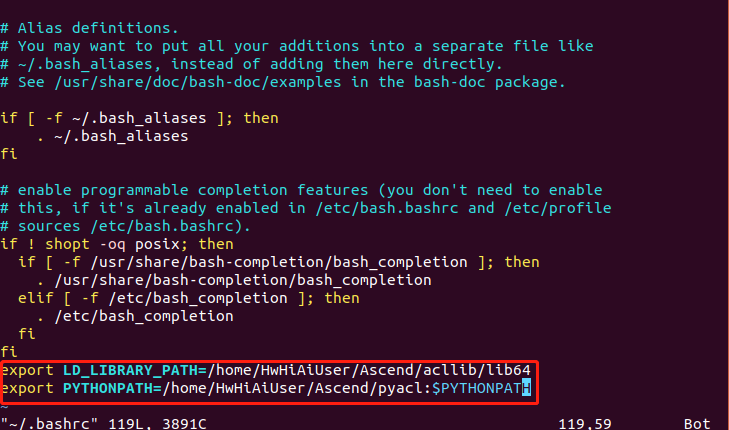 # Alias definitions.
# You may want to put all your additions into a separate file like
# ~/.bash_aliases, instead of adding them here directly.
# See /usr/share/doc/bash-doc/examples in the bash-doc package.
if [ -f ~/.bash_aliases ]; then
    . ~/.bash_aliases
fi
# enable programmable completion features (you don't need to enable
# this, if it's already enabled in /etc/bash.bashrc and /etc/profile
# sources /etc/bash.bashrc).
if ! shopt -oq posix; then
  if [ -f /usr/share/bash-completion/bash_completion ]; then
    . /usr/share/bash-completion/bash_completion
  elif [ -f /etc/bash_completion ]; then
    . /etc/bash_completion
  fi
fi
export LD_LIBRARY_PATH=/home/HwHiAiUser/Ascend/acllib/lib64
export PYTHONPATH=/home/HwHiAiUser/Ascend/pyacl:$PYTHONPATH
~
"~/.bashrc" 119L, 3891C 119,59 Bot